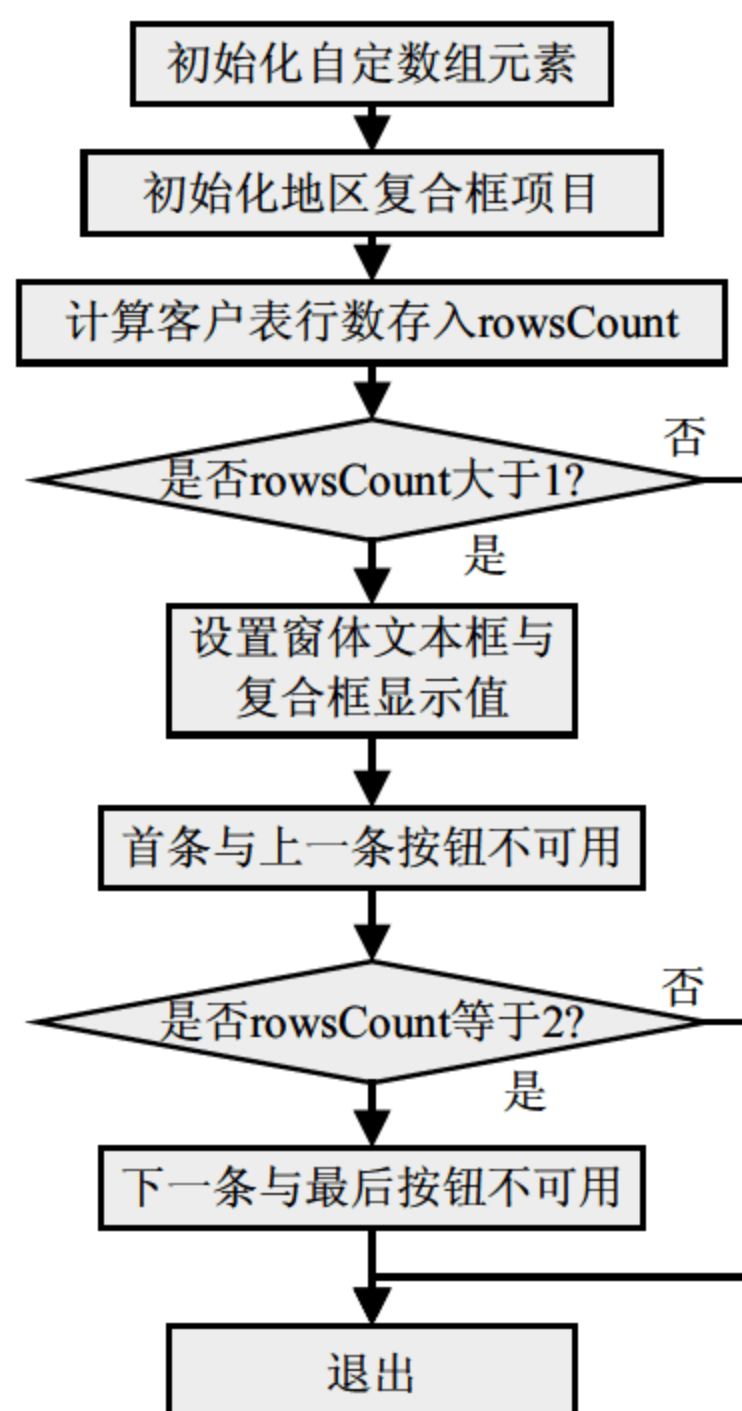 初始化自定数组元素
初始化地区复合框项目
计算客户表行数存入rowsCount
否
是否rowsCount大于1?
是
设置窗体文本框与
复合框显示值
首条与上一条按钮不可用
否
是否rowsCount等于2?
是
下一条与最后按钮不可用
退出